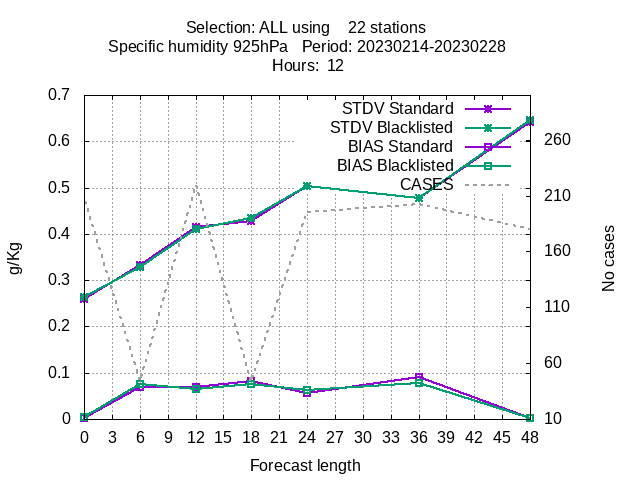 Selection: ALL using    22 stations
Specific humidity 925hPa   Period: 20230214-20230228
Hours:  12
0.7
0.6
0.5
0.4
0.3
0.2
0.1
0
g/Kg
STDV Standard
STDV Blacklisted
BIAS Standard
BIAS Blacklisted
CASES
260
210
160
110
60
10
No cases
0 3 6 9 12 15 18 21 24 27 30 33 36 39 42 45 48
Forecast length